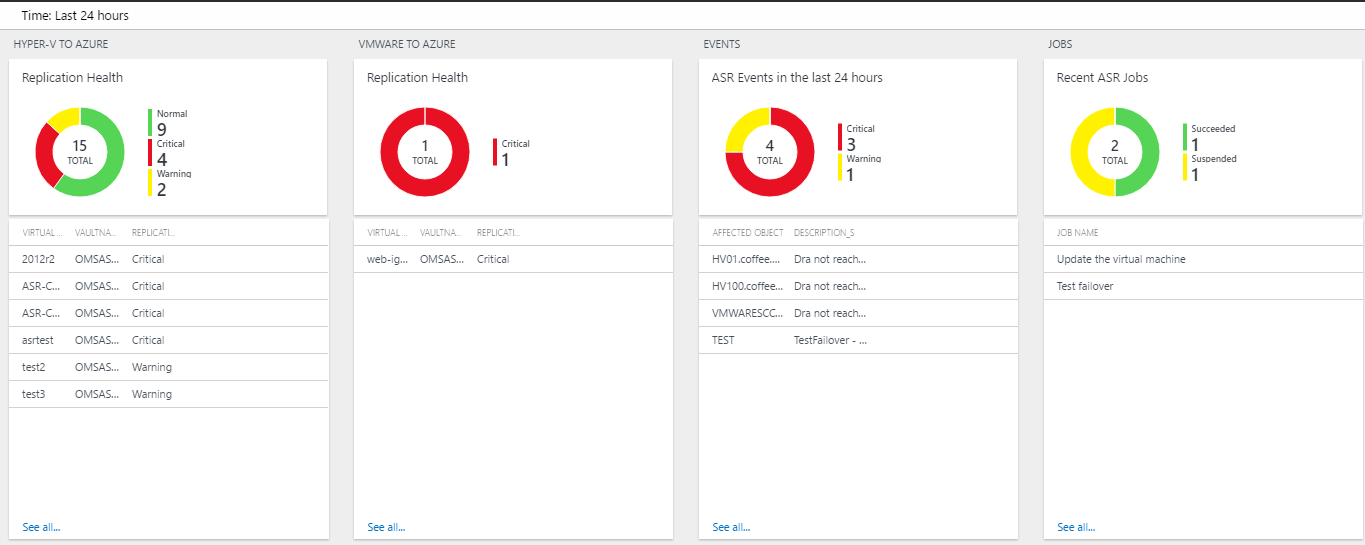 Time: Last 24 hours
HYPER-V TO AZURE
Replication Health
15
TOTAL
Normal
9
Critical
4
Warning
2
VIRTUAL... VAULTNA... REPLICATI...
2012r2 OMSAS... Critical
ASR-C... OMSAS... Critical
ASR-C... OMSAS... Critical
asrtest OMSAS... Critical
test2 OMSAS... Warning
test3 OMSAS... Warning
See all...
VMWARE TO AZURE
Replication Health
1
TOTAL
Critical
1
VIRTUAL ... VAULTNA... REPLICATI...
web-ig... OMSAS... Critical
See all...
EVENTS
ASR Events in the last 24 hours
4
TOTAL
Critical
3
Warning
1
AFFECTED OBJECT DESCRIPTION_S
HV01.coffee.... Dra not reach...
HV100.coffee... Dra not reach...
VMWARESCC... Dra not reach...
TEST TestFailover - ...
See all...
JOBS
Recent ASR Jobs
2
TOTAL
Succeeded
1
Suspended
1
JOB NAME
Update the virtual machine
Test failover
See all...